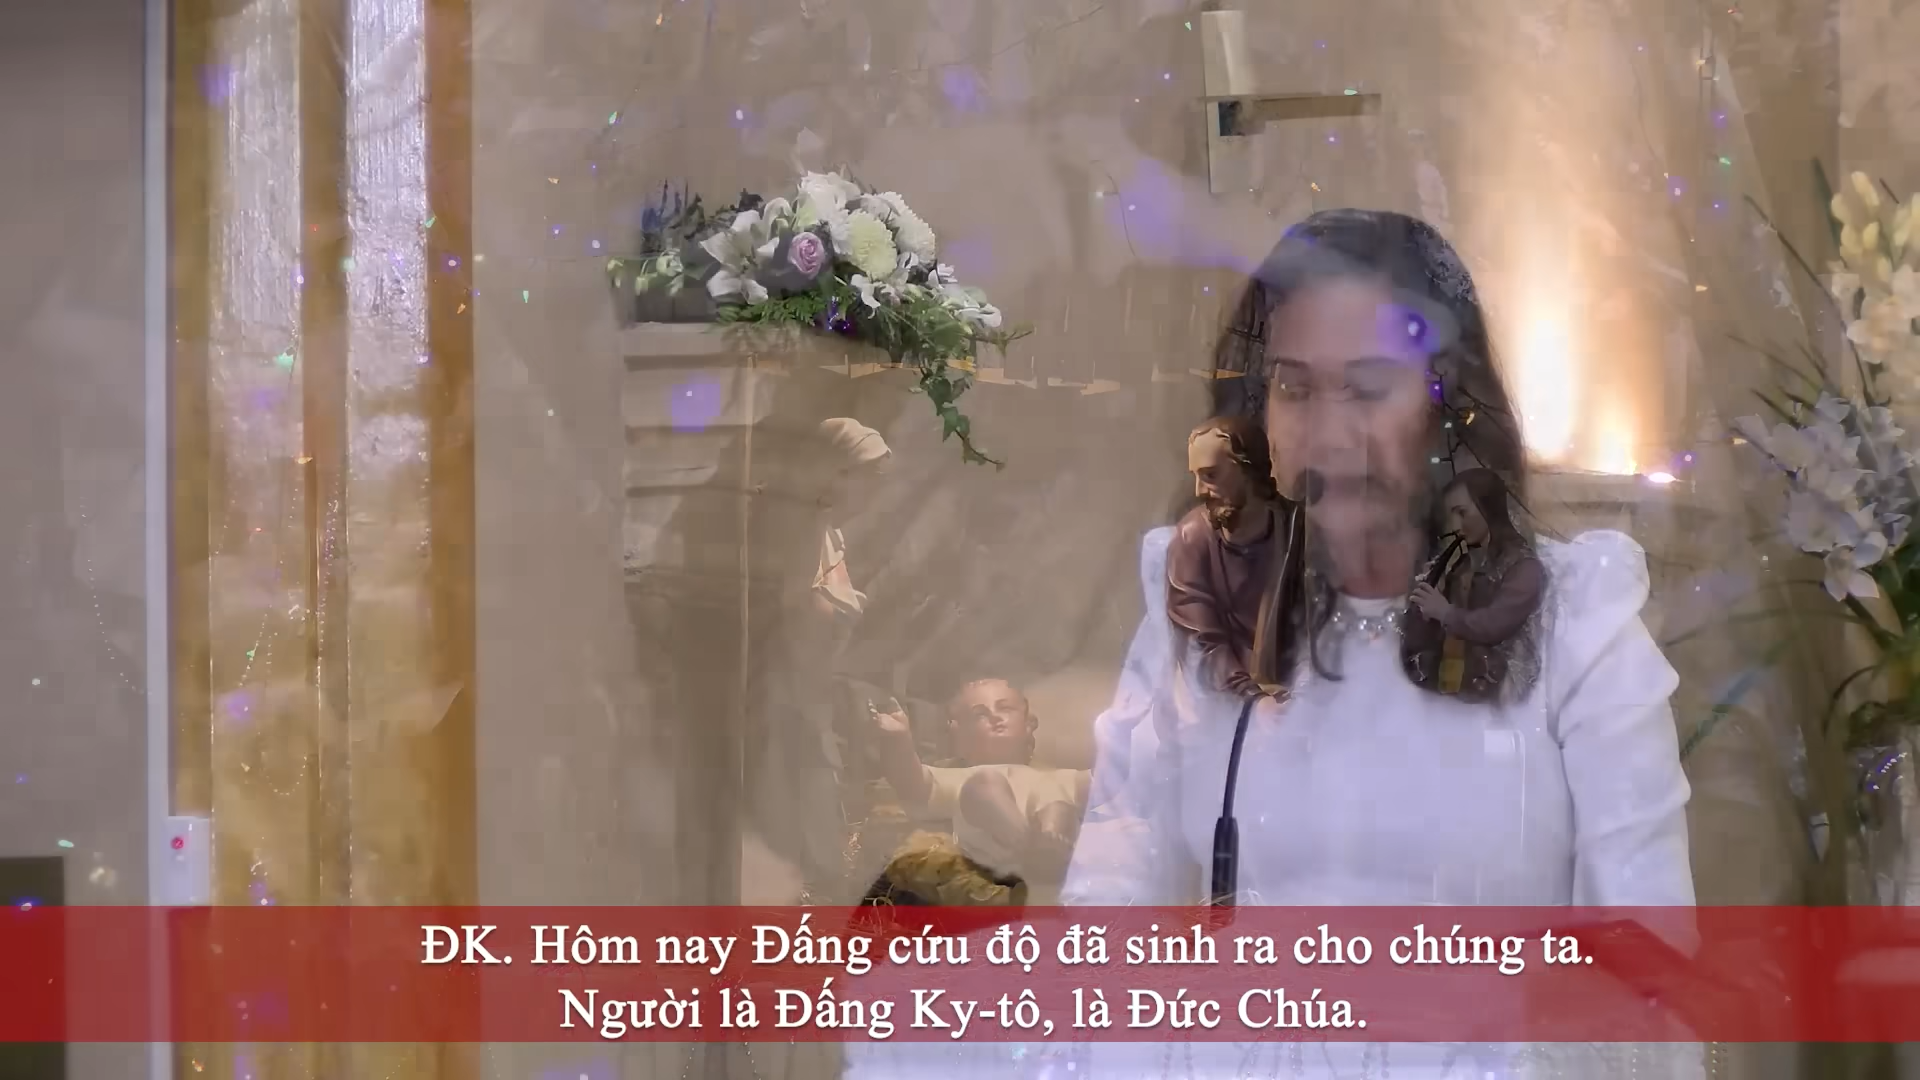 ĐK. Hôm nay Đấng cứu độ đã sinh ra cho chúng ta.
Người là Đấng Ky-tô, là Đức Chúa.